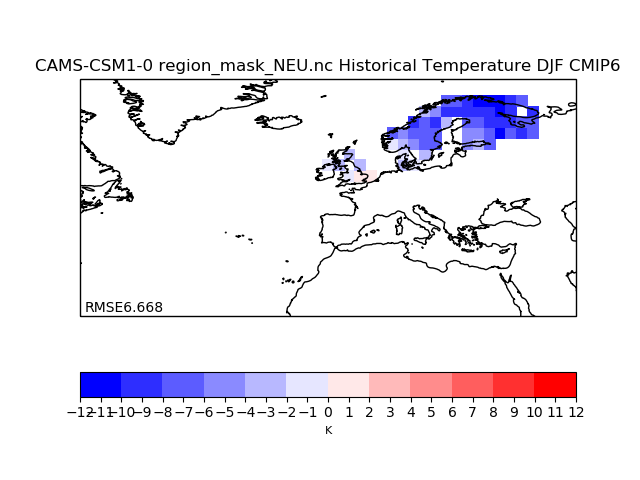 CAMS-CSM1-0 region_mask_NEU.nc Historical Temperature DJF CMIP6
RMSE6.668
−12 −11 −10 −9 −8 −7 −6 −5 −4 −3 −2 −1 0 1 2 3 4 5 6 7 8 9 10 11 12
K